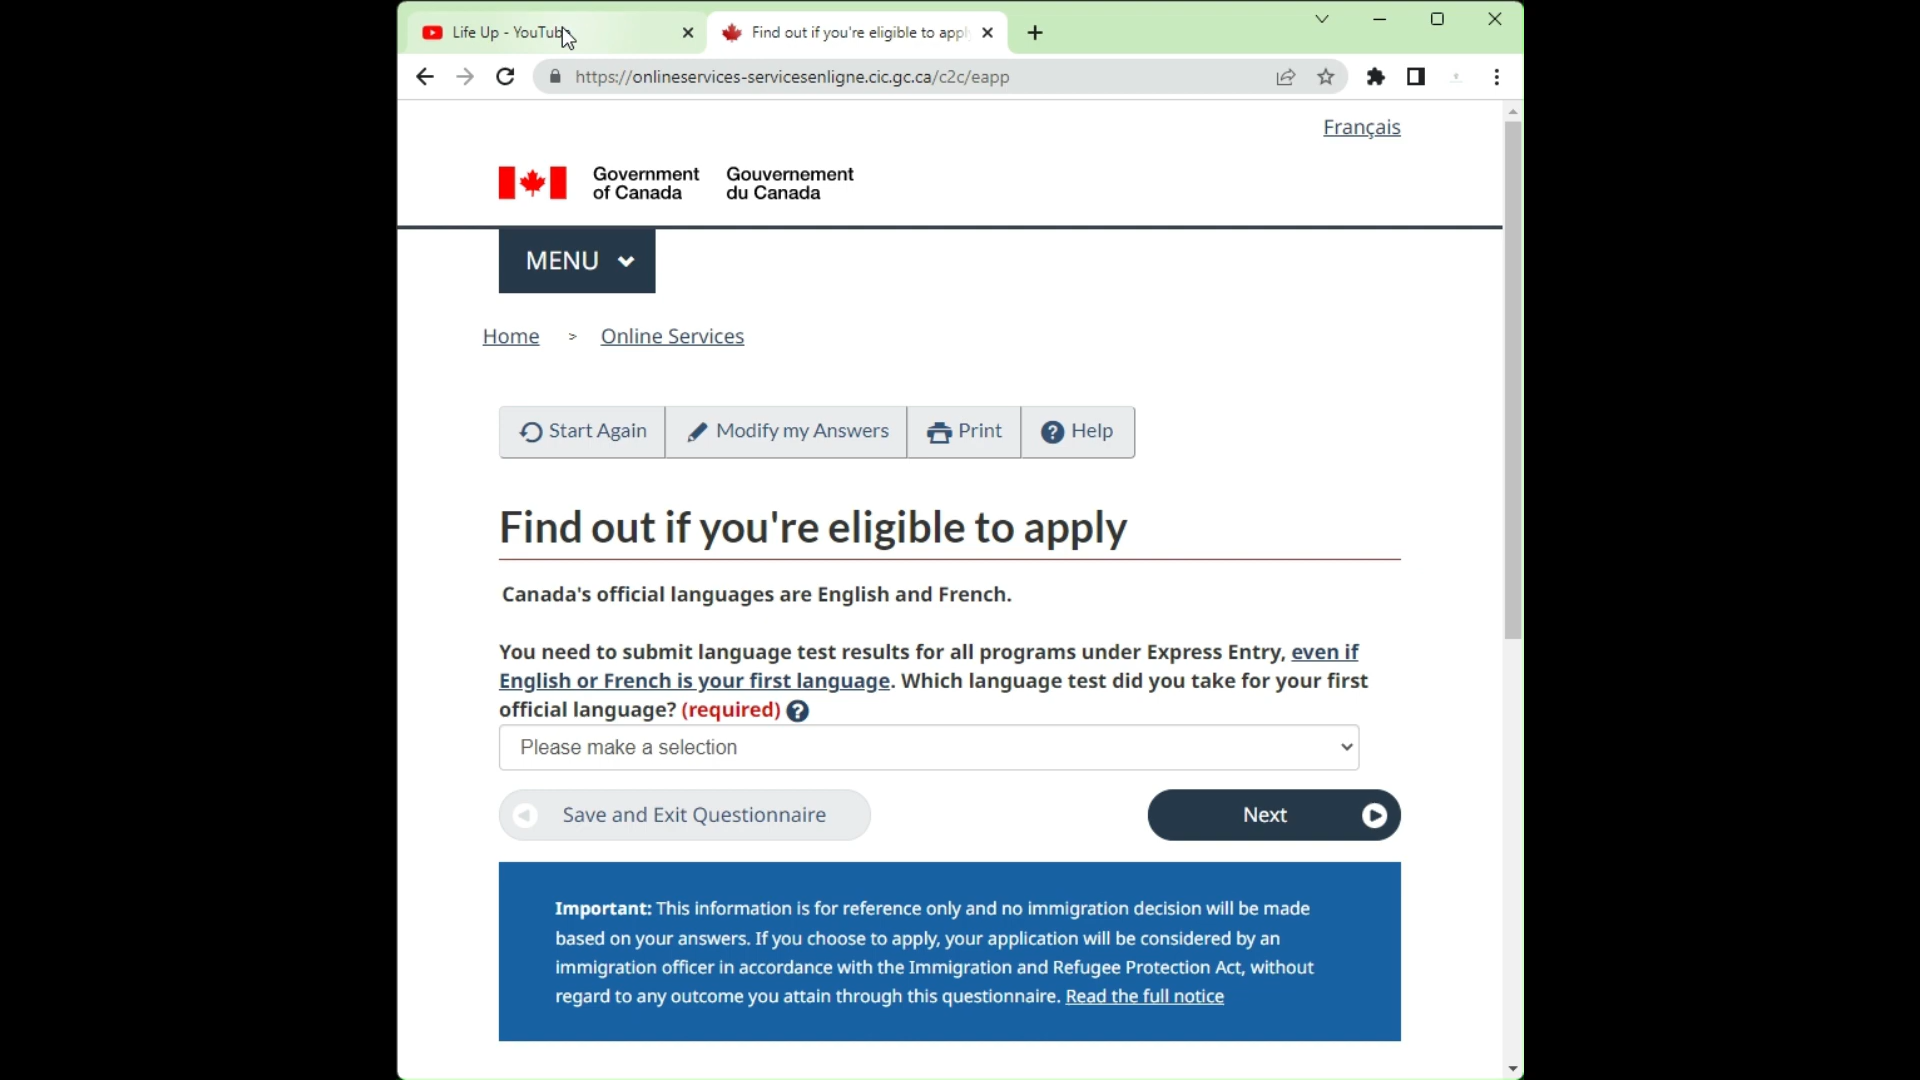 Life Up - YouTub
Find out if you're eligible to appl
https://onlineservices-servicesenligne.cic.gc.ca/c2c/eapp
Français
Government of Canada
Gouvernement du Canada
MENU
Home > Online Services
Start Again Modify my Answers Print Help
Find out if you're eligible to apply
Canada's official languages are English and French.
You need to submit language test results for all programs under Express Entry, even if
English or French is your first language. Which language test did you take for your first
official language? (required)
Please make a selection
Save and Exit Questionnaire
Next
Important: This information is for reference only and no immigration decision will be made
based on your answers. If you choose to apply, your application will be considered by an
immigration officer in accordance with the Immigration and Refugee Protection Act, without
regard to any outcome you attain through this questionnaire. Read the full notice